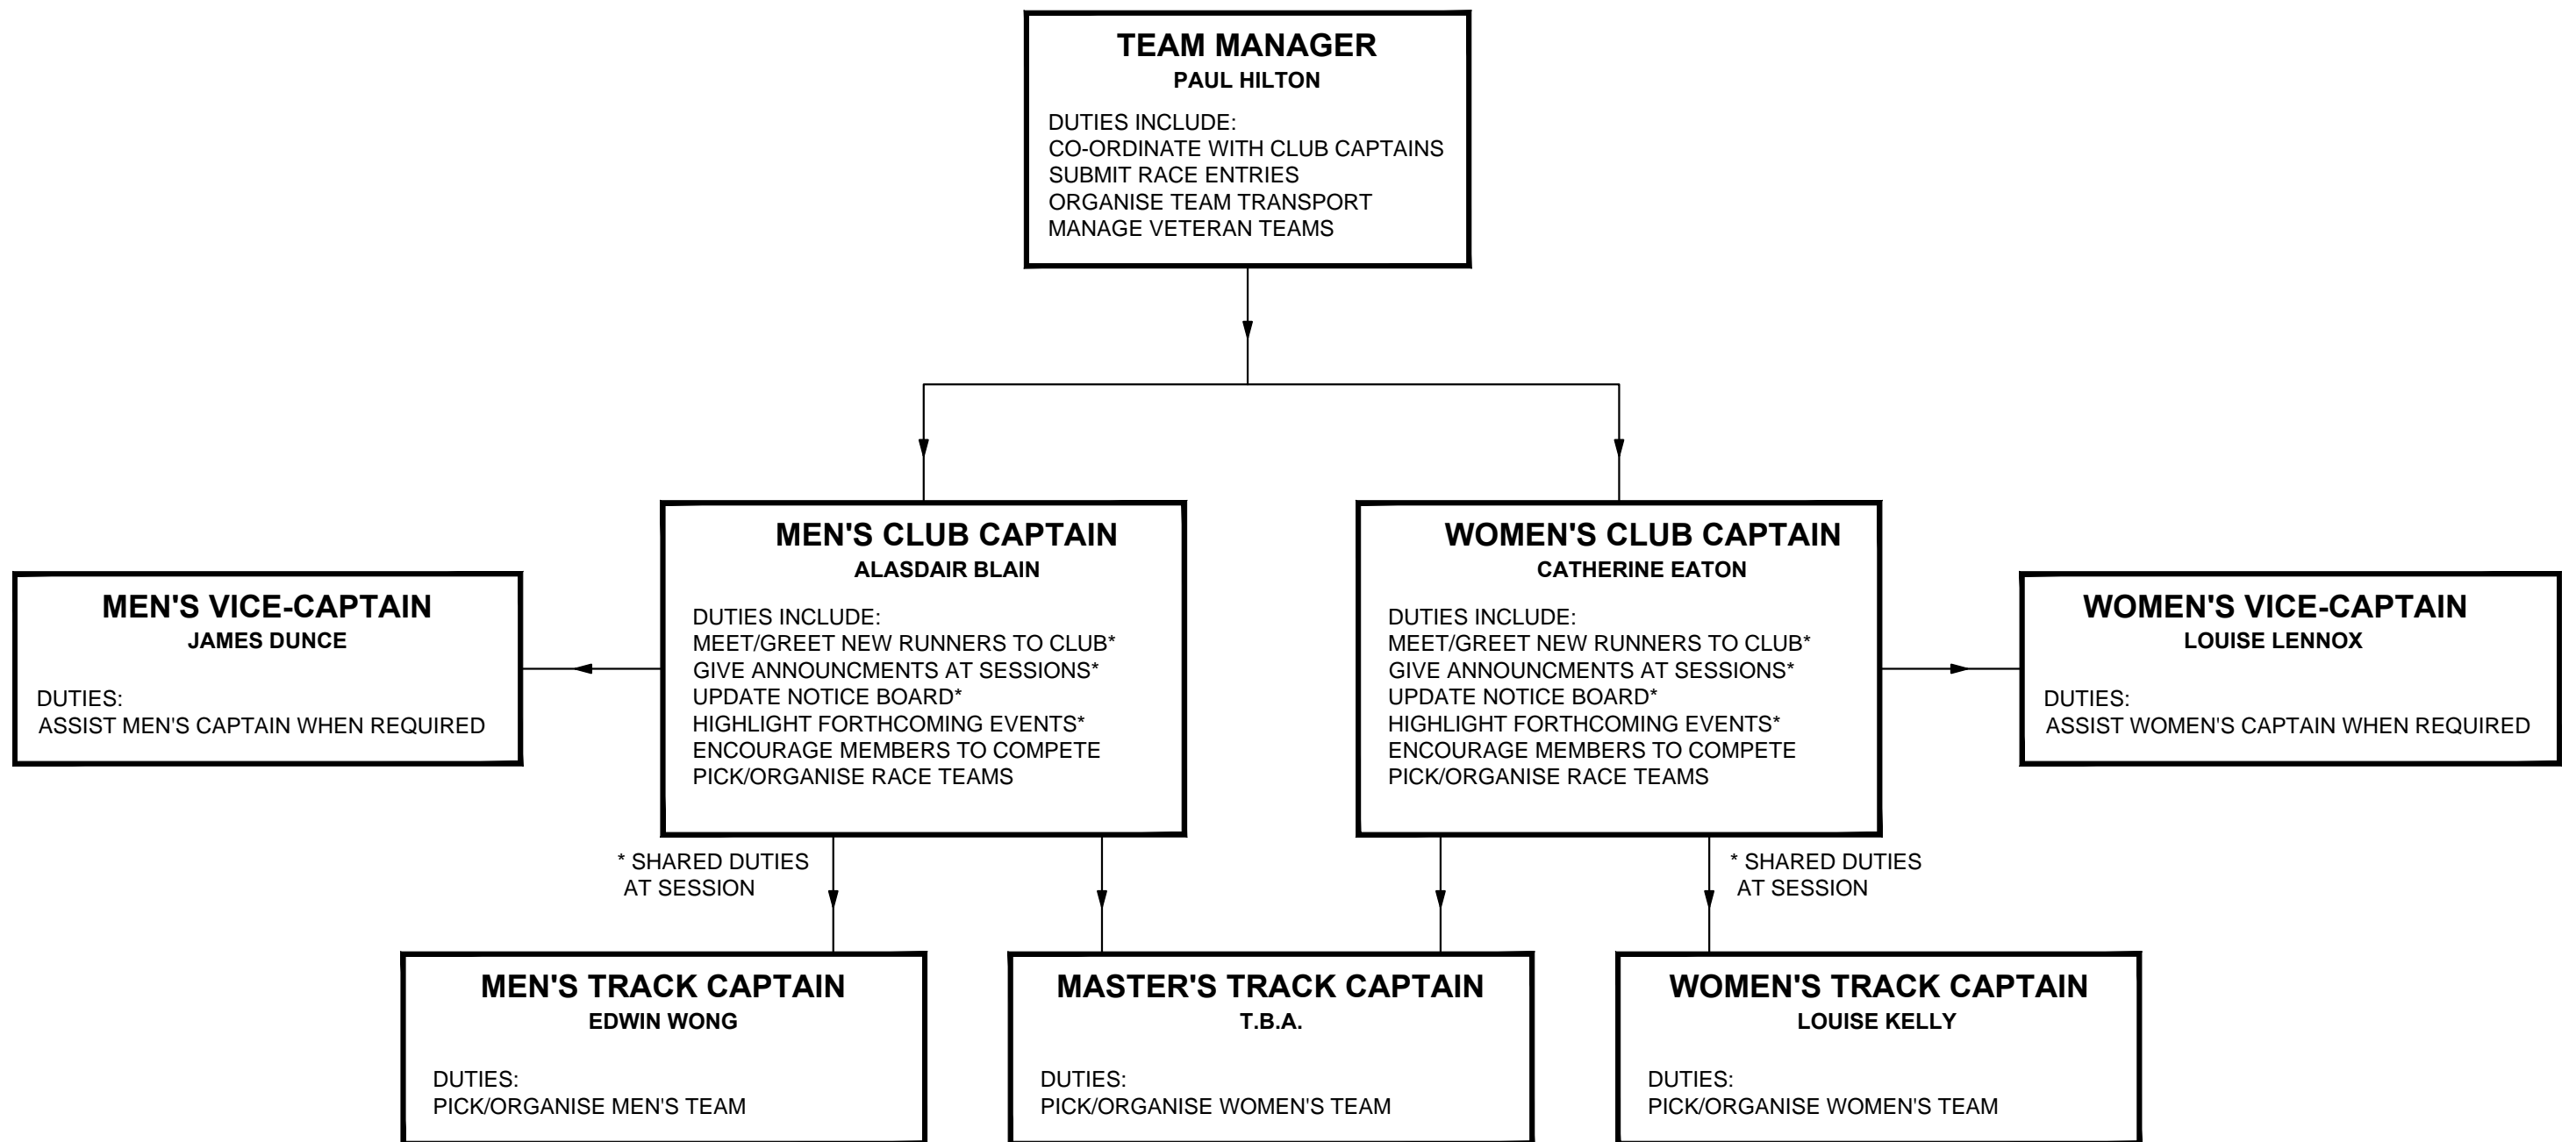 TEAM MANAGER
PAUL HILTON
DUTIES INCLUDE:
CO-ORDINATE WITH CLUB CAPTAINS
SUBMIT RACE ENTRIES
ORGANISE TEAM TRANSPORT
MANAGE VETERAN TEAMS
MEN'S CLUB CAPTAIN
ALASDAIR BLAIN
DUTIES INCLUDE:
MEET/GREET NEW RUNNERS TO CLUB*
GIVE ANNOUNCMENTS AT SESSIONS*
UPDATE NOTICE BOARD*
HIGHLIGHT FORTHCOMING EVENTS*
ENCOURAGE MEMBERS TO COMPETE
PICK/ORGANISE RACE TEAMS
WOMEN'S CLUB CAPTAIN
CATHERINE EATON
DUTIES INCLUDE:
MEET/GREET NEW RUNNERS TO CLUB*
GIVE ANNOUNCMENTS AT SESSIONS*
UPDATE NOTICE BOARD*
HIGHLIGHT FORTHCOMING EVENTS*
ENCOURAGE MEMBERS TO COMPETE
PICK/ORGANISE RACE TEAMS
MEN'S VICE-CAPTAIN
JAMES DUNCE
DUTIES:
ASSIST MEN'S CAPTAIN WHEN REQUIRED
WOMEN'S VICE-CAPTAIN
LOUISE LENNOX
DUTIES:
ASSIST WOMEN'S CAPTAIN WHEN REQUIRED
* SHARED DUTIES
AT SESSION
* SHARED DUTIES
AT SESSION
MEN'S TRACK CAPTAIN
EDWIN WONG
DUTIES:
PICK/ORGANISE MEN'S TEAM
MASTER'S TRACK CAPTAIN
T.B.A.
DUTIES:
PICK/ORGANISE WOMEN'S TEAM
WOMEN'S TRACK CAPTAIN
LOUISE KELLY
DUTIES:
PICK/ORGANISE WOMEN'S TEAM